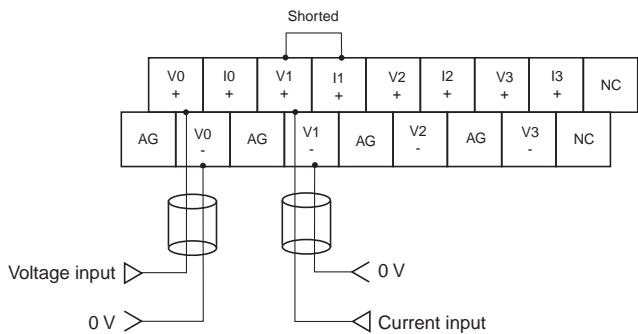 Shorted
V0 I0 V1 I1 V2 I2 V3 I3 NC
+ + + + + + + +
AG V0 AG V1 AG V2 AG V3 NC
- - - -
Voltage input
0 V
0 V
Current input